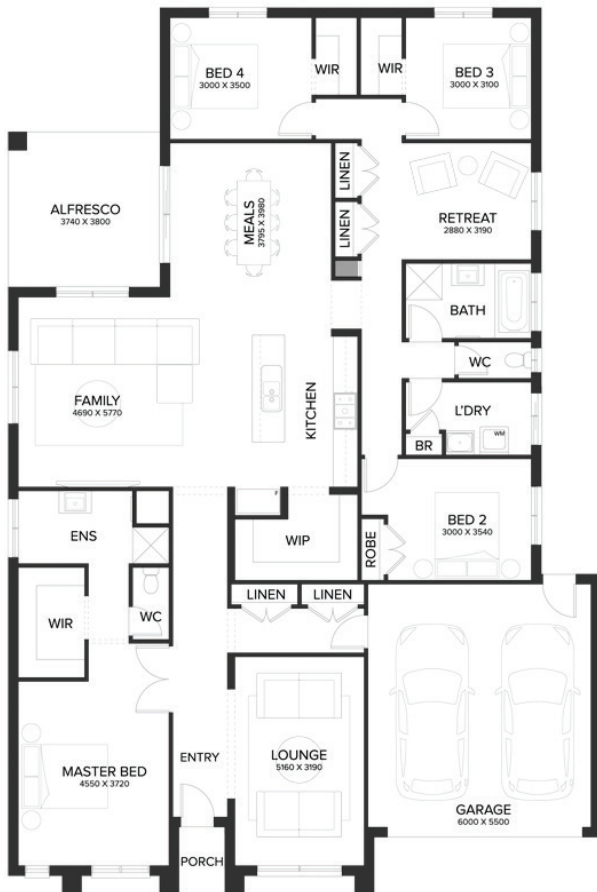 BED 4
3000 X 3500
WIR
WIR
BED 3
3000 X 3100
ALFRESCO
3740 X 3800
MEALS
3795 X 3980
LINEN
LINEN
RETREAT
2880 X 3190
BATH
WC
FAMILY
4690 X 5770
KITCHEN
L'DRY
BR
WM
F
ENS
WIP
ROBE
BED 2
3000 X 3540
WIR
WC
LINEN
LINEN
MASTER BED
4550 X 3720
ENTRY
LOUNGE
5160 X 3190
GARAGE
6000 X 5500
PORCH